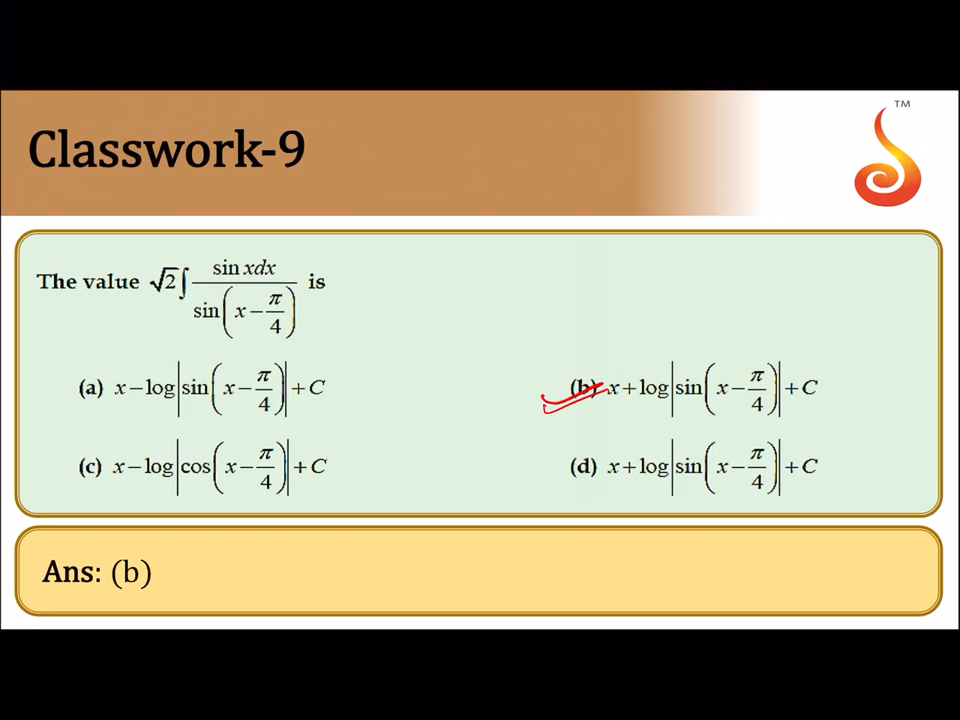 TM
Classwork-9
The value √2∫ sin xdx / sin(x − π/4) is
(a) x − log|sin(x − π/4)| + C
(b) x + log|sin(x − π/4)| + C
(c) x − log|cos(x − π/4)| + C
(d) x + log|sin(x − π/4)| + C
Ans: (b)